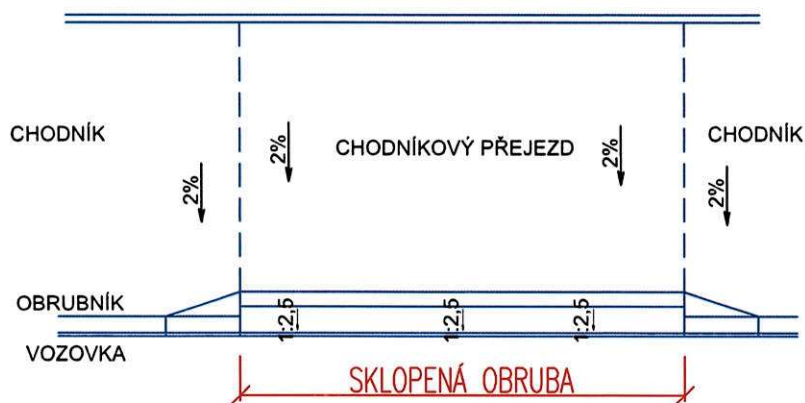 CHODNÍK
CHODNÍKOVÝ PŘEJEZD
CHODNÍK
2%
2%
2%
2%
OBRUBNÍK
1:2,5
1:2,5
1:2,5
VOZOVKA
SKLOPENÁ OBRUBA